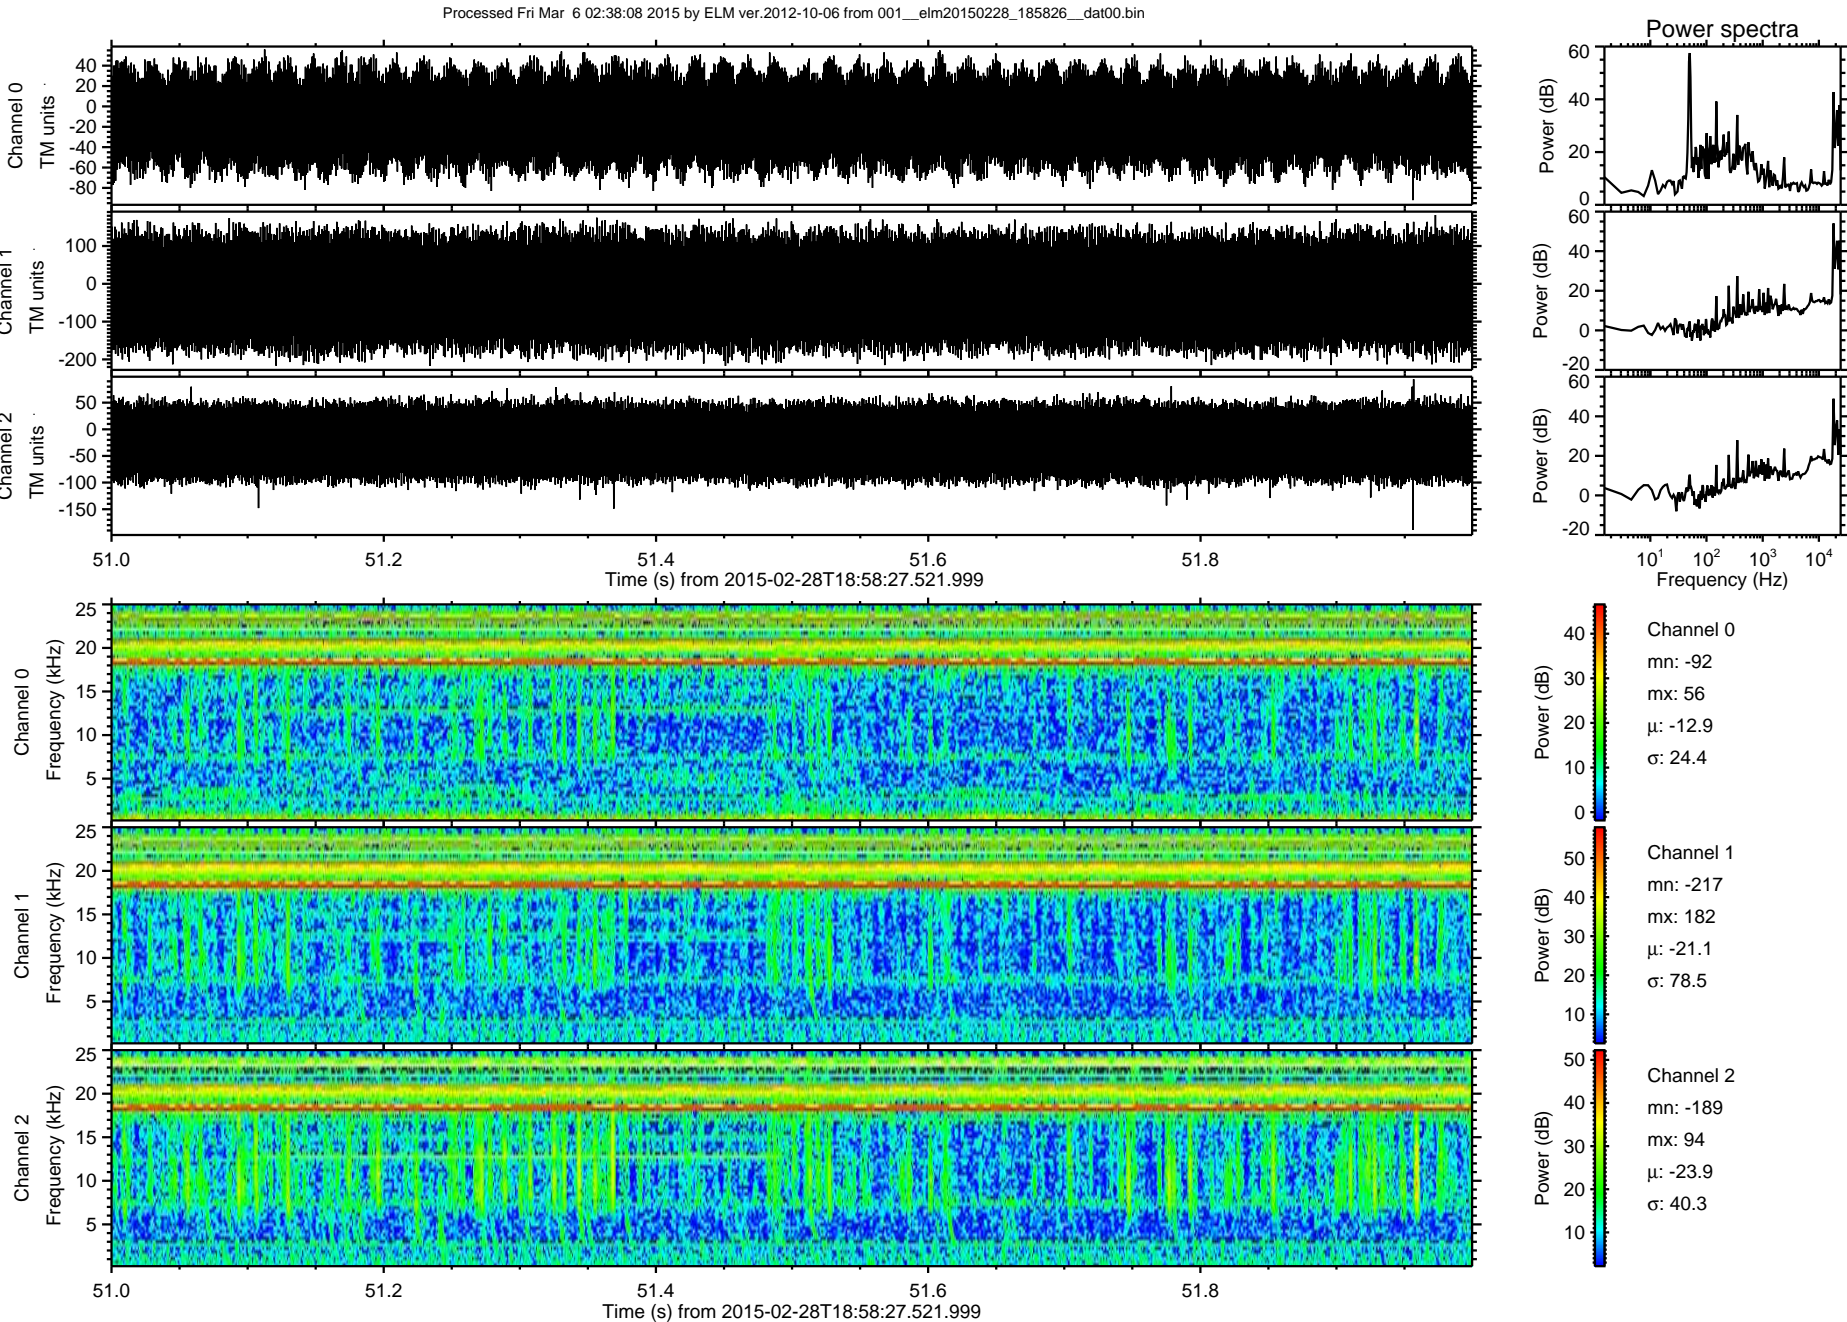 Processed Fri Mar 6 02:38:08 2015 by ELM ver.2012-10-06 from 001__elm20150228_185826__dat00.bin
Power spectra
Channel 0
TM units
40
20
0
-20
-40
-60
-80
Power (dB)
60
40
20
0
Channel 1
TM units
100
0
-100
-200
Power (dB)
60
40
20
0
-20
Channel 2
TM units
50
0
-50
-100
-150
Power (dB)
60
40
20
0
-20
51.0 51.2 51.4 51.6 51.8
Time (s) from 2015-02-28T18:58:27.521.999
10^1 10^2 10^3 10^4
Frequency (Hz)
Channel 0
Frequency (kHz)
25
20
15
10
5
Power (dB)
40
30
20
10
0
Channel 0
mn: -92
mx: 56
μ: -12.9
σ: 24.4
Channel 1
Frequency (kHz)
25
20
15
10
5
Power (dB)
50
40
30
20
10
Channel 1
mn: -217
mx: 182
μ: -21.1
σ: 78.5
Channel 2
Frequency (kHz)
25
20
15
10
5
Power (dB)
50
40
30
20
10
Channel 2
mn: -189
mx: 94
μ: -23.9
σ: 40.3
51.0 51.2 51.4 51.6 51.8
Time (s) from 2015-02-28T18:58:27.521.999